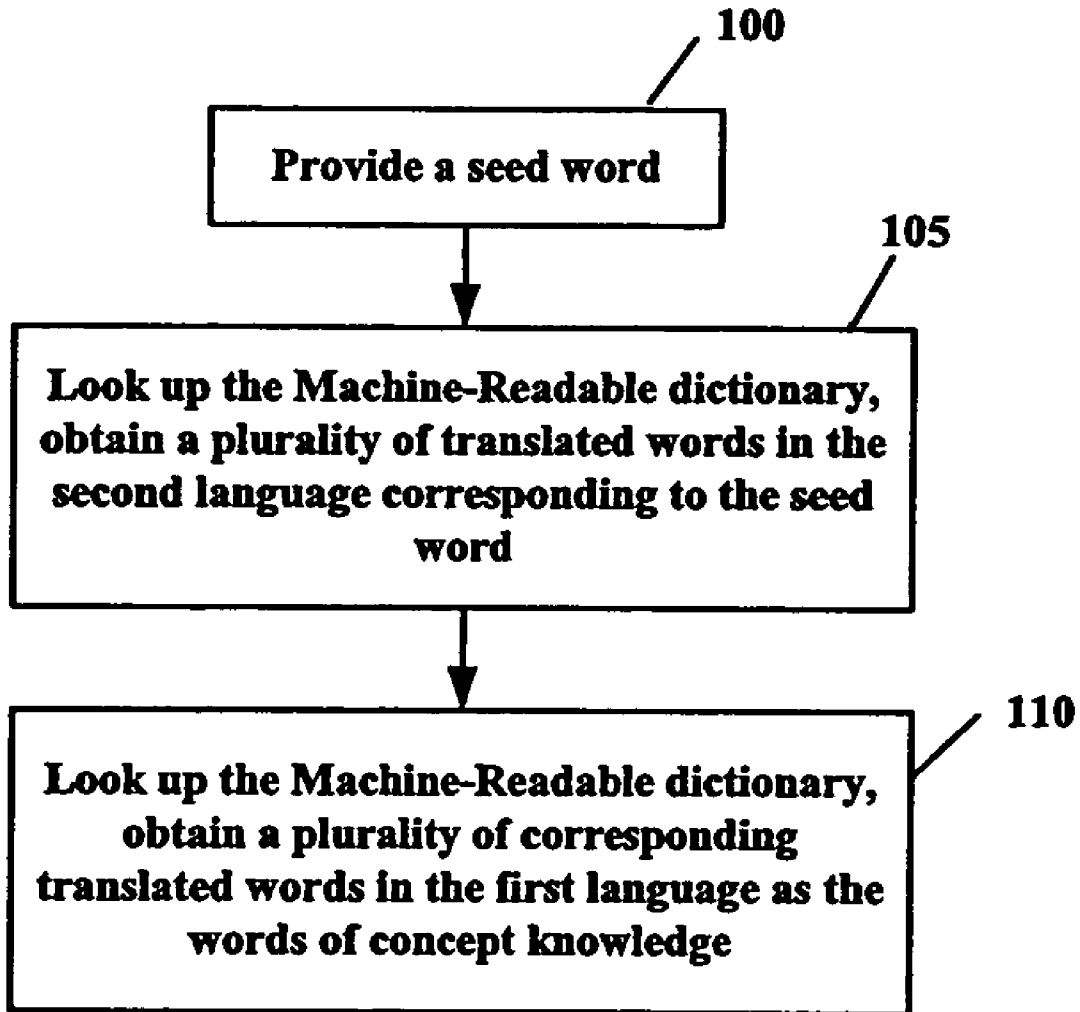 100
Provide a seed word
105
Look up the Machine-Readable dictionary,
obtain a plurality of translated words in the
second language corresponding to the seed
word
110
Look up the Machine-Readable dictionary,
obtain a plurality of corresponding
translated words in the first language as the
words of concept knowledge